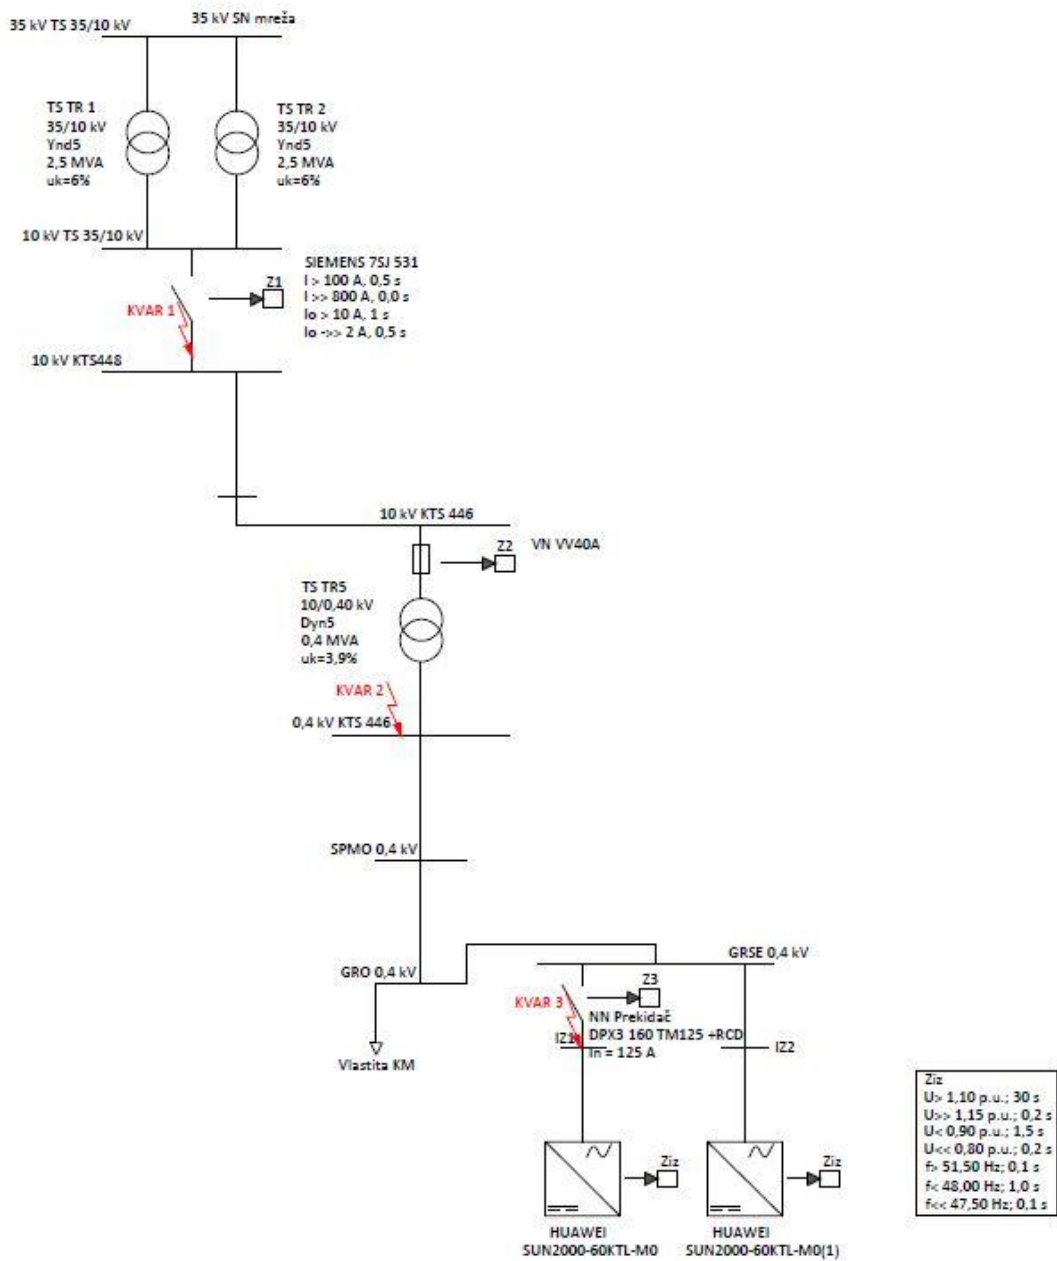 35 kV TS 35/10 kV
35 kV SN mreža
TS TR 1
35/10 kV
Ynd5
2,5 MVA
uk=6%
TS TR 2
35/10 kV
Ynd5
2,5 MVA
uk=6%
10 kV TS 35/10 kV
Z1
SIEMENS 7SJ 531
I > 100 A, 0,5 s
I >> 800 A, 0,0 s
Io > 10 A, 1 s
Io ->> 2 A, 0,5 s
KVAR 1
10 kV KTS448
10 kV KTS 446
Z2
VN VV40A
TS TR5
10/0,40 kV
Dyn5
0,4 MVA
uk=3,9%
KVAR 2
0,4 kV KTS 446
SPMO 0,4 kV
GRO 0,4 kV
GRSE 0,4 kV
Z3
KVAR 3
NN Prekidač
DPX3 160 TM125 +RCD
In = 125 A
IZ1
IZ2
Vlastita KM
Ziz
Ziz
HUAWEI
SUN2000-60KTL-M0
HUAWEI
SUN2000-60KTL-M0(1)
Ziz
U> 1,10 p.u.; 30 s
U>> 1,15 p.u.; 0,2 s
U< 0,90 p.u.; 1,5 s
U<< 0,80 p.u.; 0,2 s
f> 51,50 Hz; 0,1 s
f< 48,00 Hz; 1,0 s
f<< 47,50 Hz; 0,1 s